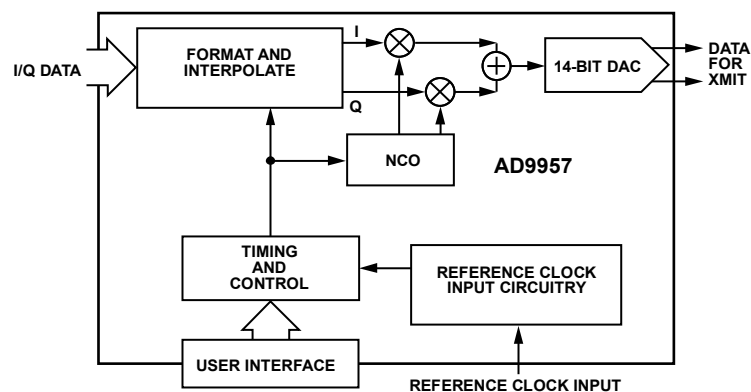 I/Q DATA
FORMAT AND
INTERPOLATE
I
Q
14-BIT DAC
DATA
FOR
XMIT
NCO
AD9957
TIMING
AND
CONTROL
REFERENCE CLOCK
INPUT CIRCUITRY
USER INTERFACE
REFERENCE CLOCK INPUT